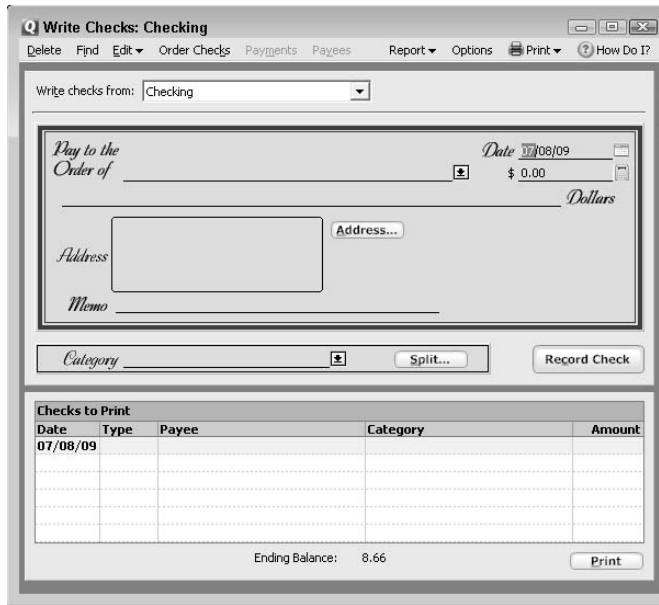 Q Write Checks: Checking
Delete Find Edit Order Checks Payments Payees Report Options Print ? How Do I?
Write checks from: Checking
Pay to the Order of
Date 07/08/09
$ 0.00
Dollars
Address
Address...
Memo
Category Split... Record Check
Checks to Print
Date Type Payee Category Amount
07/08/09
Ending Balance: 8.66 Print